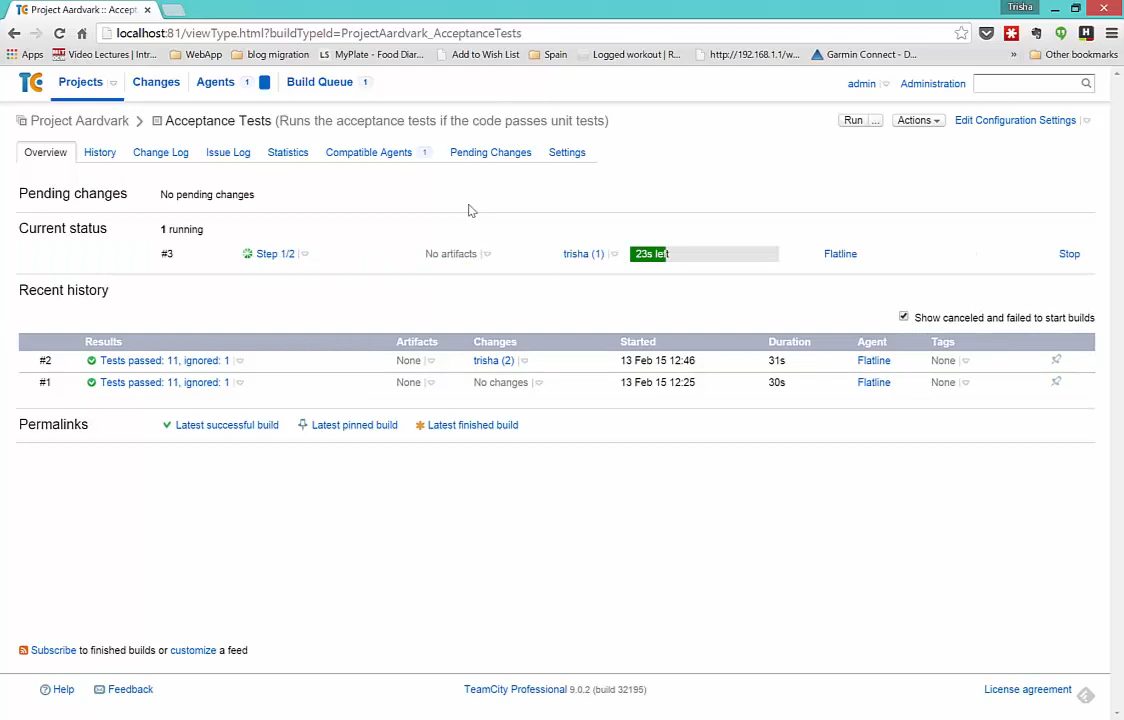 Project Aardvark :: Accept ×
Trisha
localhost:81/viewType.html?buildTypeId=ProjectAardvark_AcceptanceTests
Apps Video Lectures | Intr... WebApp blog migration LS MyPlate - Food Diar... Add to Wish List Spain Logged workout | R... http://192.168.1.1/w... Garmin Connect - D... » Other bookmarks
TC Projects Changes Agents 1 Build Queue 1 admin Administration
Project Aardvark > Acceptance Tests (Runs the acceptance tests if the code passes unit tests) Run ... Actions Edit Configuration Settings
Overview History Change Log Issue Log Statistics Compatible Agents 1 Pending Changes Settings
Pending changes No pending changes
Current status 1 running
#3 Step 1/2 No artifacts trisha (1) 23s left Flatline Stop
Recent history
Show canceled and failed to start builds
Results Artifacts Changes Started Duration Agent Tags
#2 Tests passed: 11, ignored: 1 None trisha (2) 13 Feb 15 12:46 31s Flatline None
#1 Tests passed: 11, ignored: 1 None No changes 13 Feb 15 12:25 30s Flatline None
Permalinks Latest successful build Latest pinned build Latest finished build
Subscribe to finished builds or customize a feed
Help Feedback TeamCity Professional 9.0.2 (build 32195) License agreement